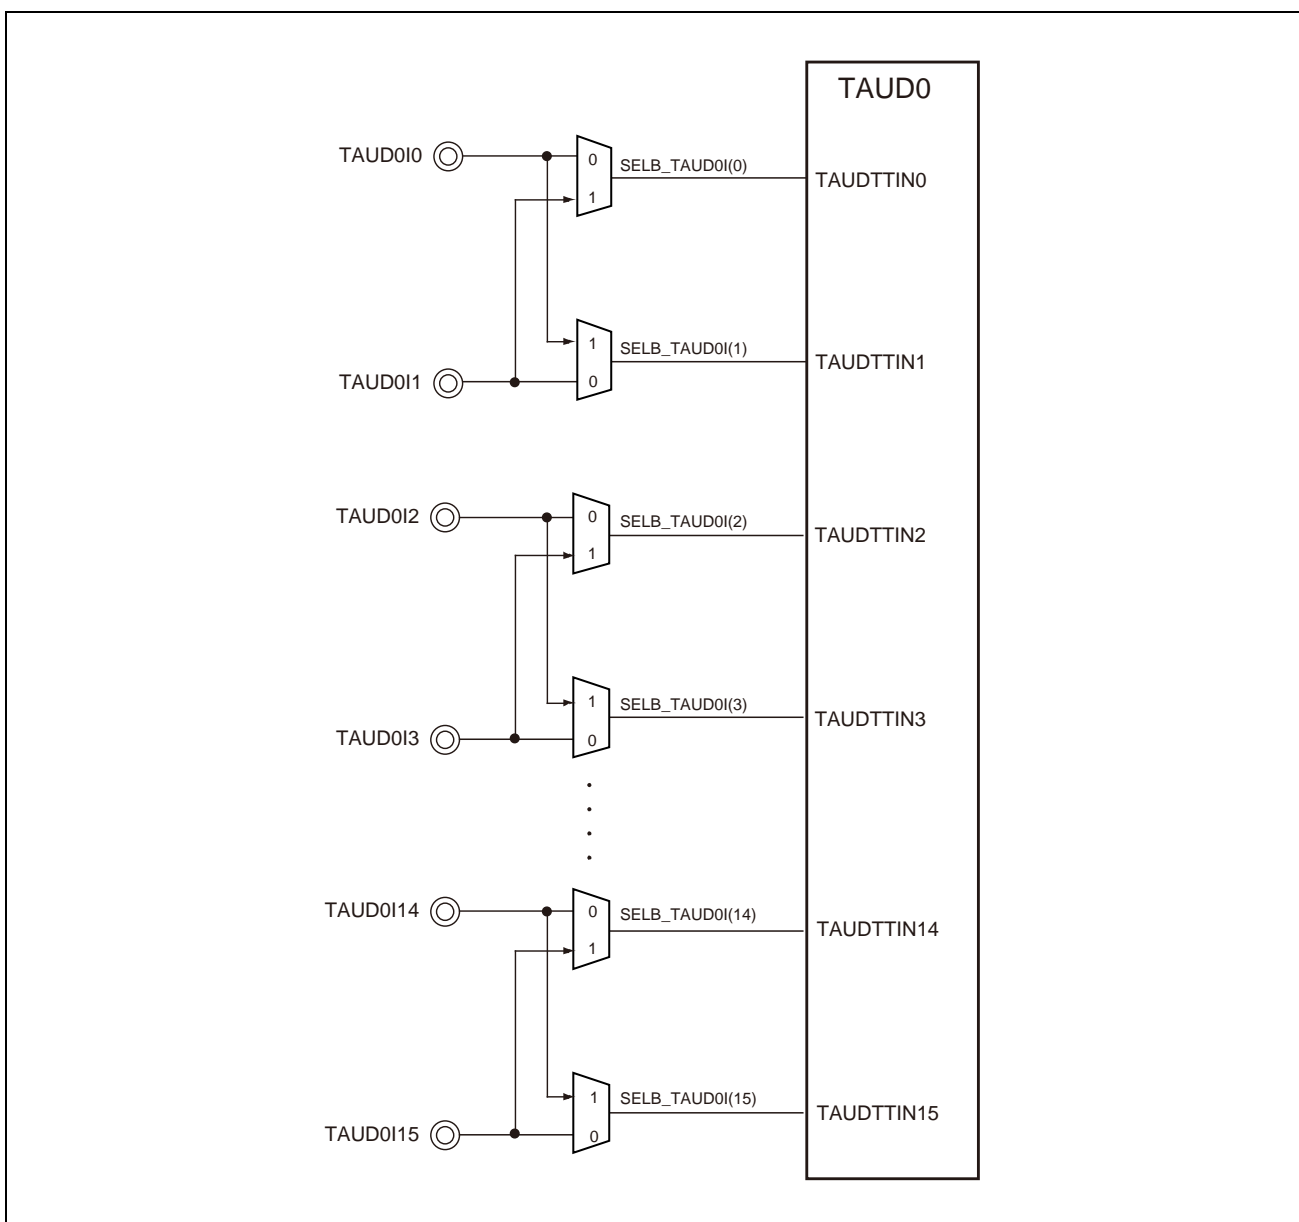 TAUD0
TAUD0I0
0
SELB_TAUD0I(0)
TAUDTTIN0
1
1
SELB_TAUD0I(1)
TAUDTTIN1
TAUD0I1
0
TAUD0I2
0
SELB_TAUD0I(2)
TAUDTTIN2
1
1
SELB_TAUD0I(3)
TAUDTTIN3
TAUD0I3
0
TAUD0I14
0
SELB_TAUD0I(14)
TAUDTTIN14
1
1
SELB_TAUD0I(15)
TAUDTTIN15
TAUD0I15
0